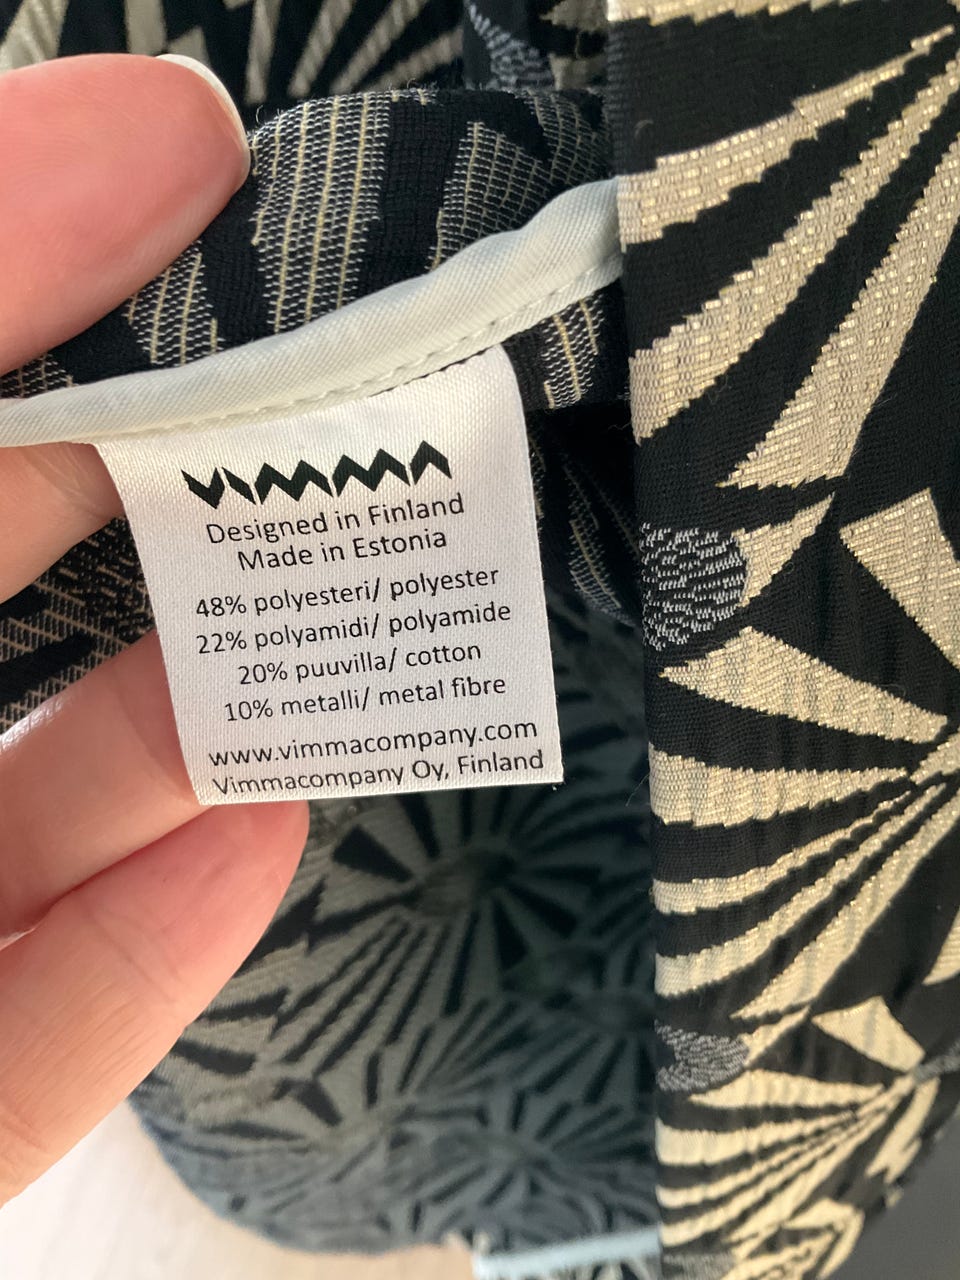 VIMMA
Designed in Finland
Made in Estonia
48% polyesteri/ polyester
22% polyamidi/ polyamide
20% puuvilla/ cotton
10% metalli/ metal fibre
www.vimmacompany.com
Vimmacompany Oy, Finland